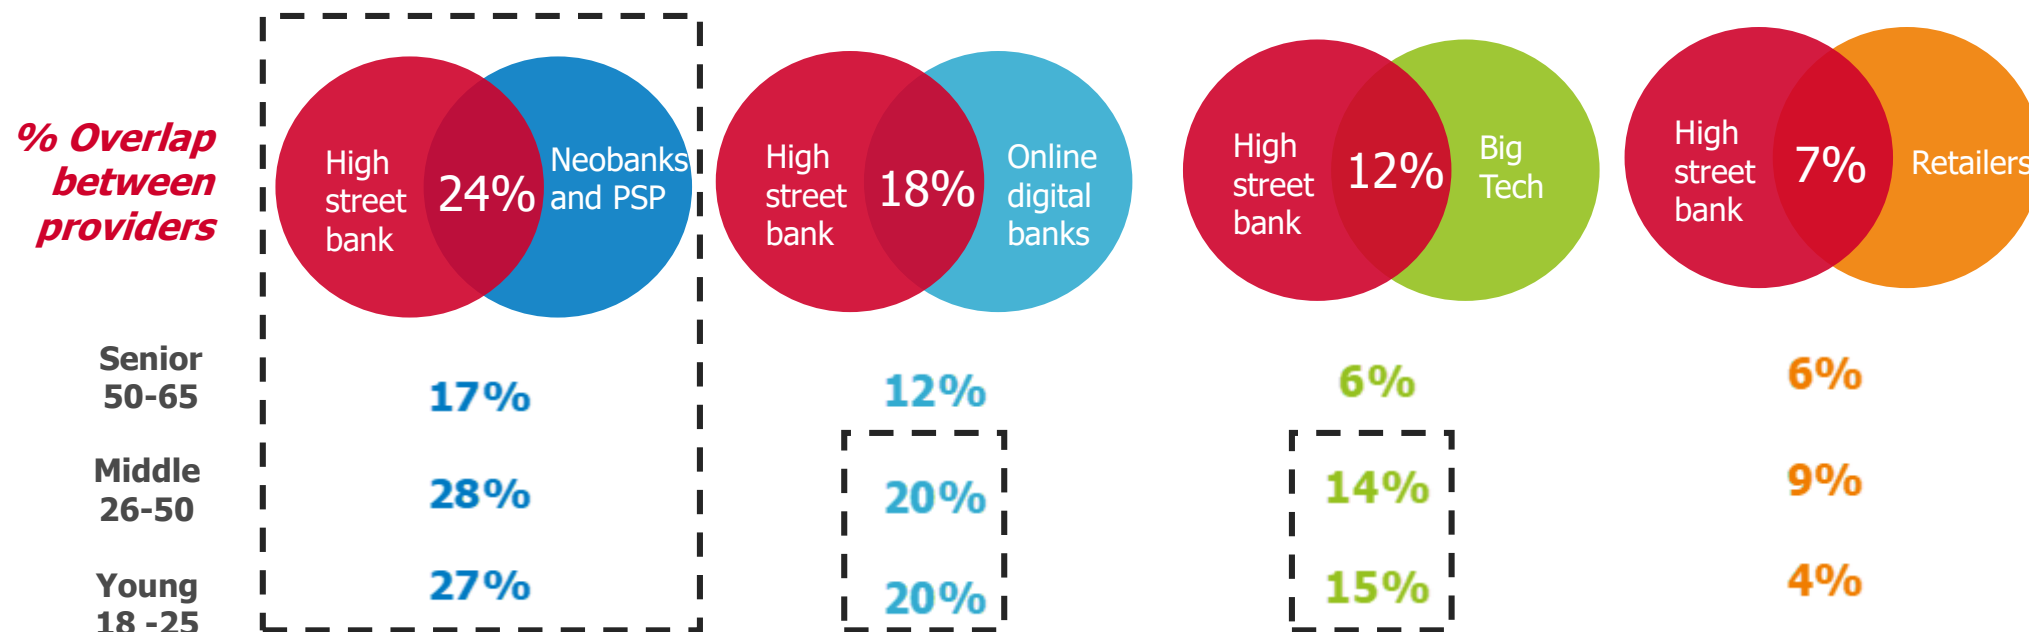 % Overlap
between
providers
High
street
bank
24%
Neobanks
and PSP
High
street
bank
18%
Online
digital
banks
High
street
bank
12%
Big
Tech
High
street
bank
7%
Retailers
Senior
50-65
17%
12%
6%
6%
Middle
26-50
28%
20%
14%
9%
Young
18 -25
27%
20%
15%
4%